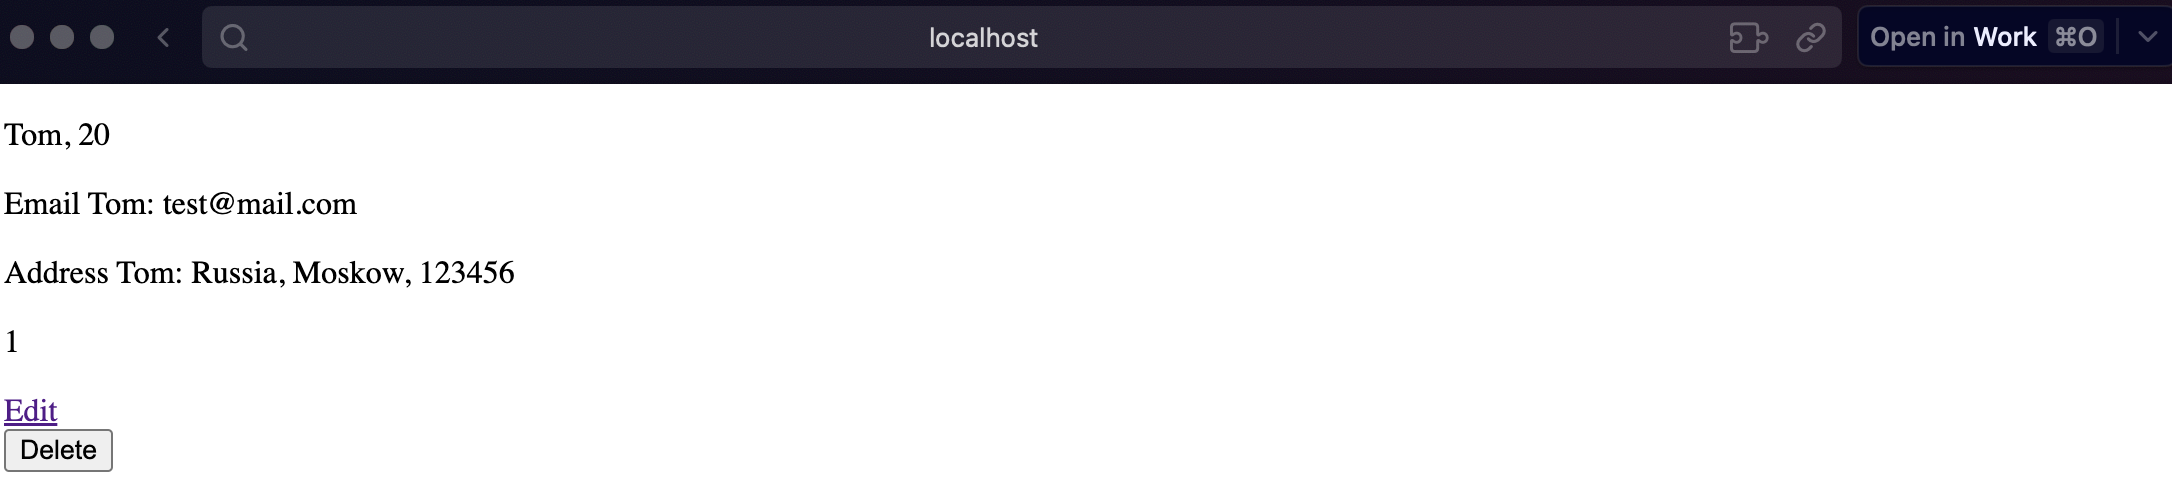 localhost
Open in Work ⌘O
Tom, 20
Email Tom: test@mail.com
Address Tom: Russia, Moskow, 123456
1
Edit
Delete